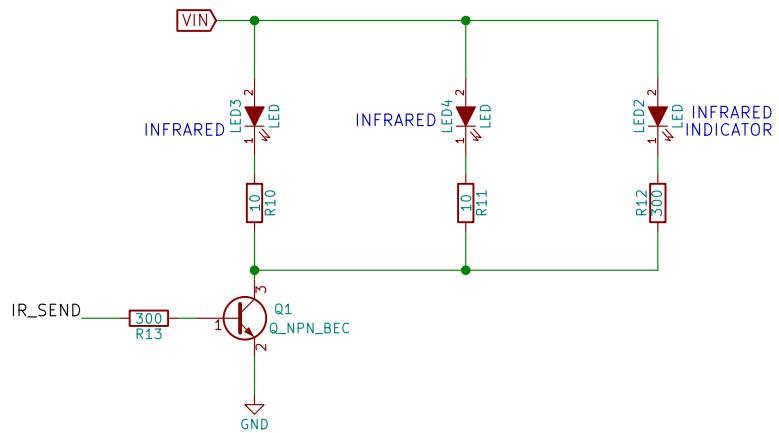 VIN
2
LED3
LED
1
INFRARED
2
LED4
LED
1
INFRARED
2
LED2
LED
1
INFRARED
INDICATOR
10
R10
10
R11
R12
300
3
Q1
Q_NPN_BEC
1
2
IR_SEND
300
R13
GND